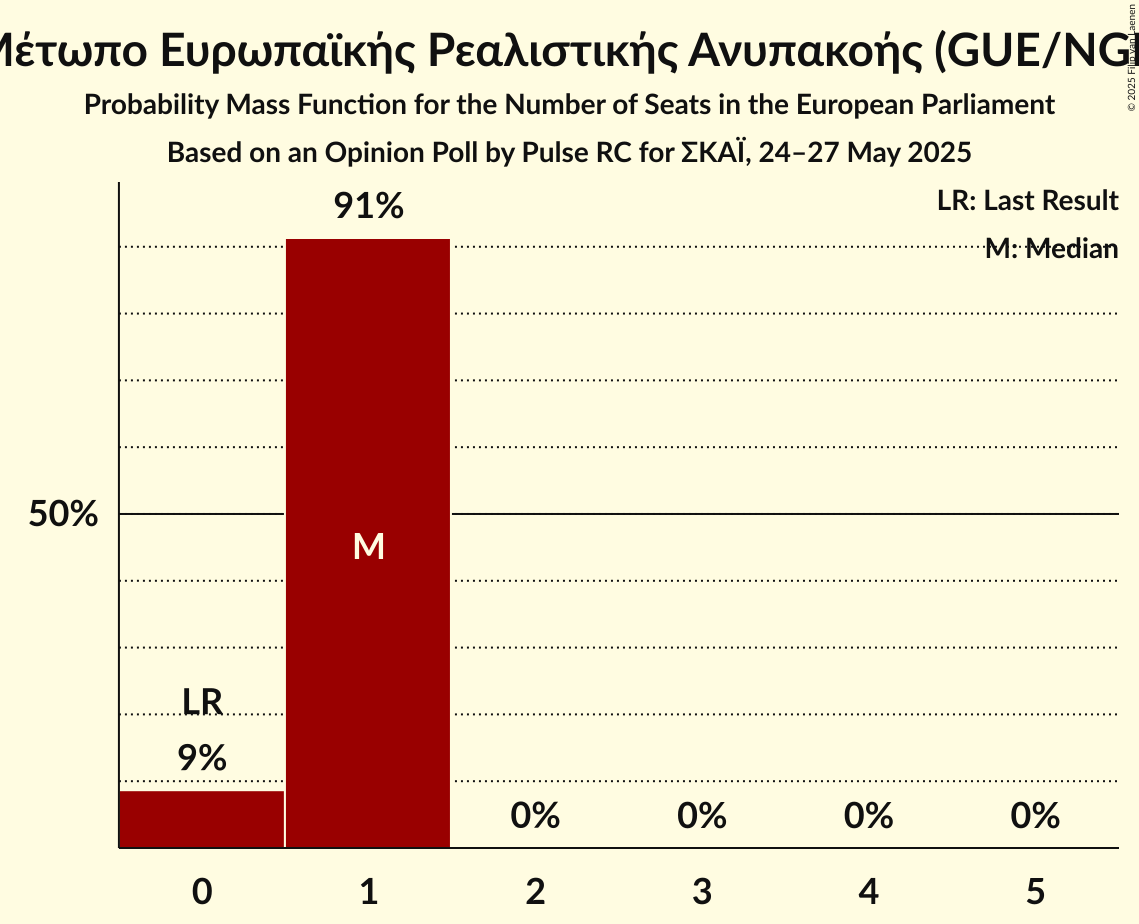 Μέτωπο Ευρωπαϊκής Ρεαλιστικής Ανυπακοής (GUE/NGL
© 2025 Filip van Laenen
Probability Mass Function for the Number of Seats in the European Parliament
Based on an Opinion Poll by Pulse RC for ΣΚΑΪ, 24–27 May 2025
LR: Last Result
M: Median
91%
50%
M
LR
9%
0%
0%
0%
0%
0
1
2
3
4
5